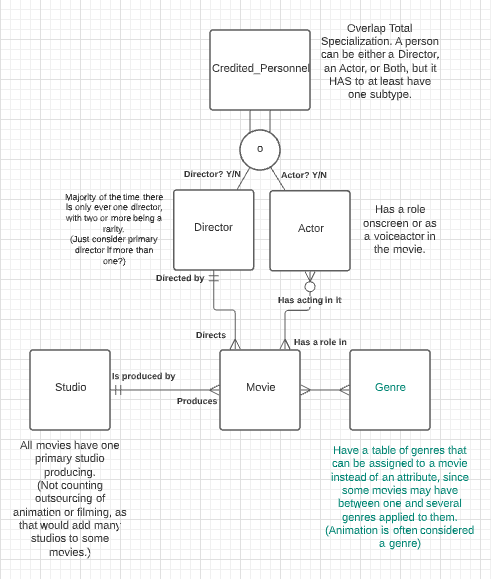 Overlap Total
Specialization. A person
can be either a Director,
an Actor, or Both, but it
HAS to at least have
one subtype.
Credited_Personnel
o
Director? Y/N
Actor? Y/N
Majority of the time there
is only ever one director,
with two or more being a
rarity.
(Just consider primary
director if more than
one?)
Director
Actor
Has a role
onscreen or as
a voiceactor in
the movie.
Directed by
Has acting in it
Directs
Has a role in
Studio
Is produced by
Produces
Movie
Genre
All movies have one
primary studio
producing.
(Not counting
outsourcing of
animation or filming, as
that would add many
studios to some
movies.)
Have a table of genres that
can be assigned to a movie
instead of an attribute, since
some movies may have
between one and several
genres applied to them.
(Animation is often considered
a genre)